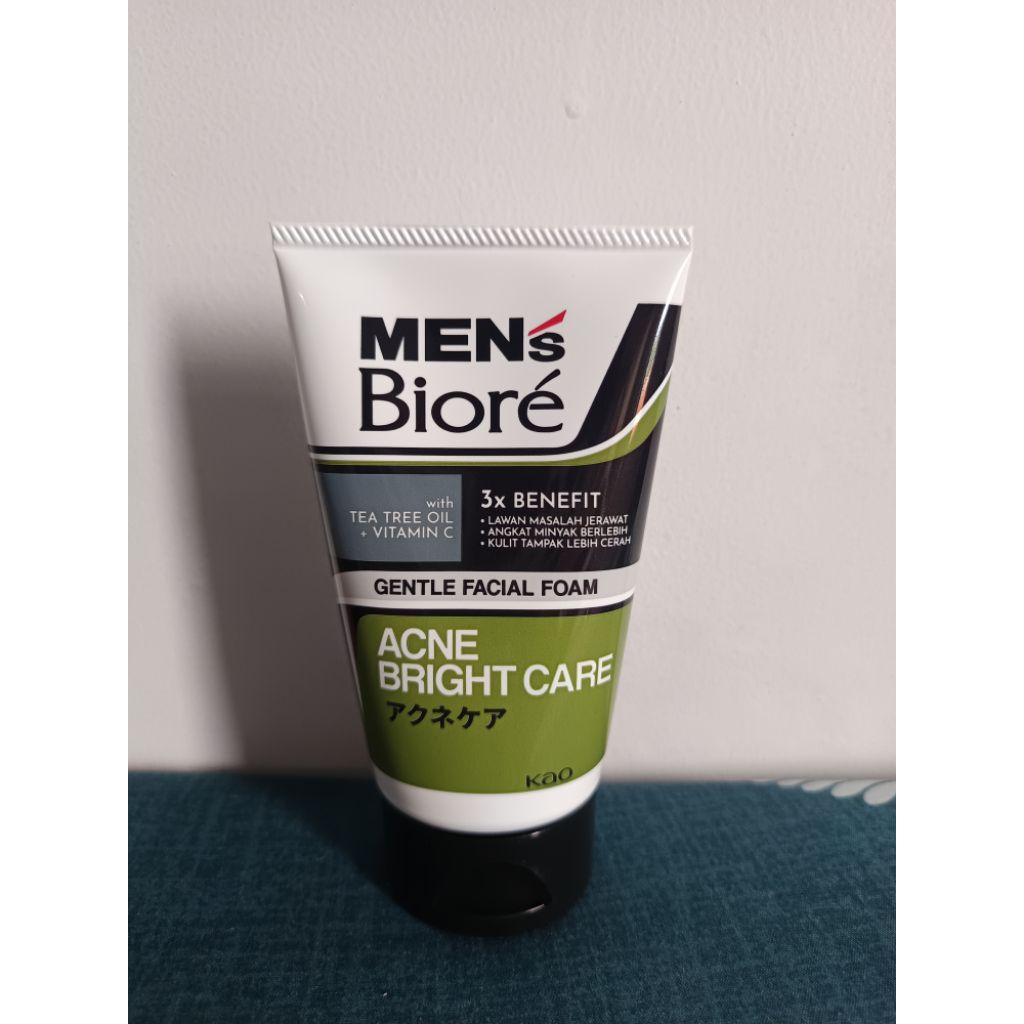 MEN's
Bioré
with
TEA TREE OIL
+ VITAMIN C
3x BENEFIT
• LAWAN MASALAH JERAWAT
• ANGKAT MINYAK BERLEBIH
• KULIT TAMPAK LEBIH CERAH
GENTLE FACIAL FOAM
ACNE
BRIGHT CARE
アクネケア
Kao